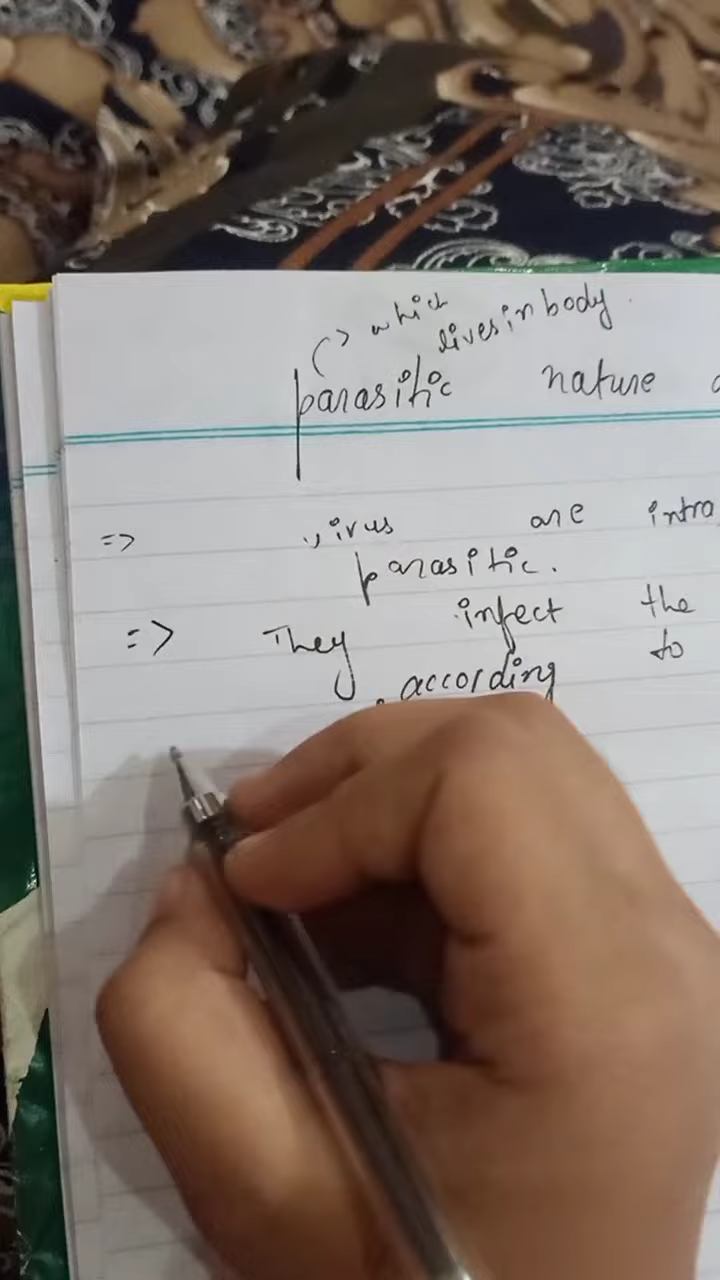 which
lives in body.
parasitic nature
=> virus are intra
parasitic.
=> They infect the
according to